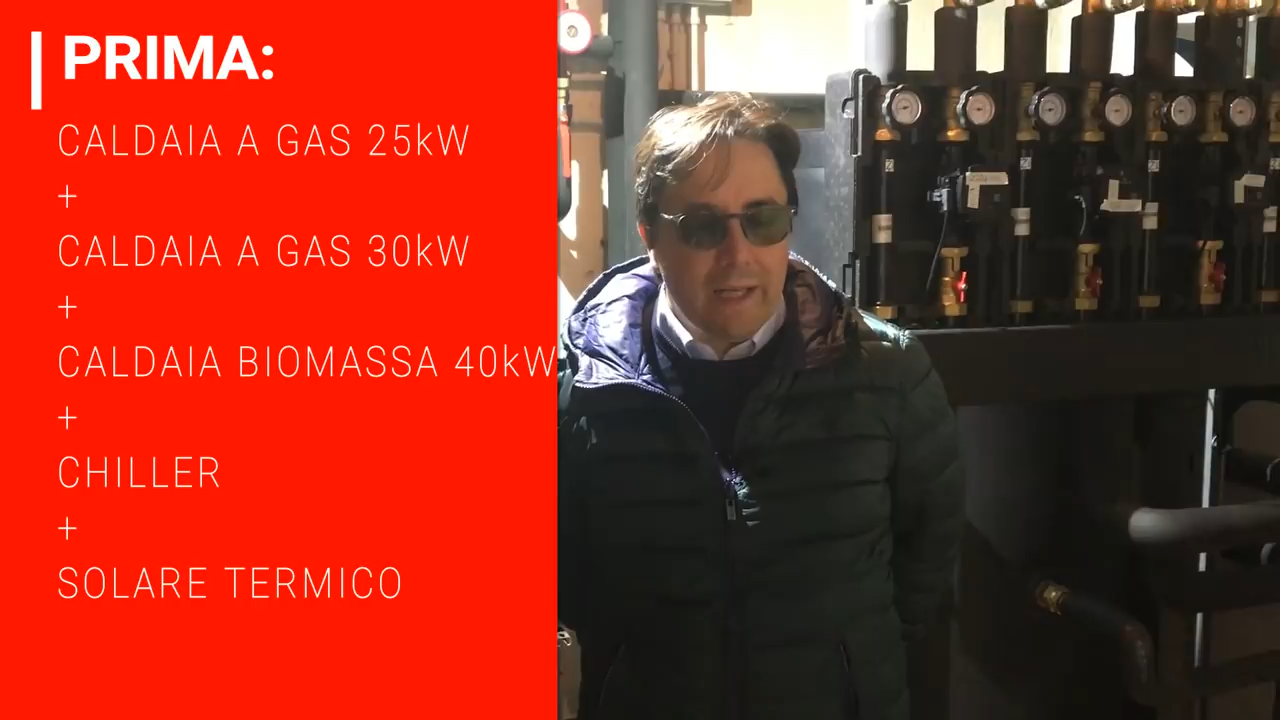 PRIMA:
CALDAIA A GAS 25kW
+
CALDAIA A GAS 30kW
+
CALDAIA BIOMASSA 40kW
+
CHILLER
+
SOLARE TERMICO